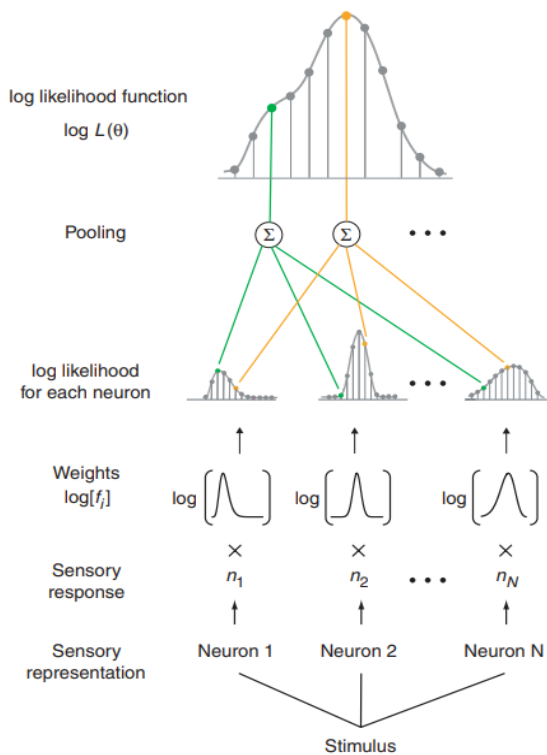 log likelihood function
log L(θ)
Pooling
Σ Σ •••
log likelihood
for each neuron
•••
Weights
log[fi]
log log log
× × ×
Sensory
response
n1 n2 ••• nN
Sensory
representation
Neuron 1 Neuron 2 Neuron N
Stimulus